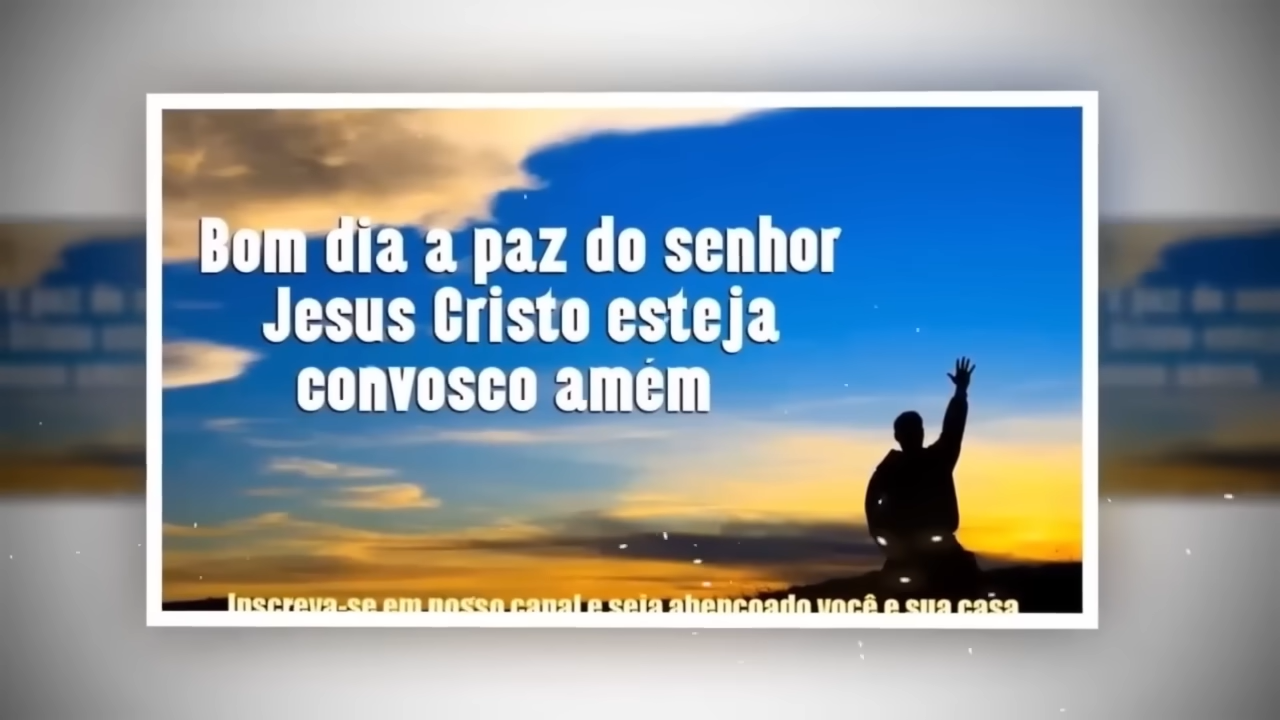 Bom dia a paz do senhor
Jesus Cristo esteja
convosco amém
Inscreva-se em nosso canal e seja abençoado você e sua casa